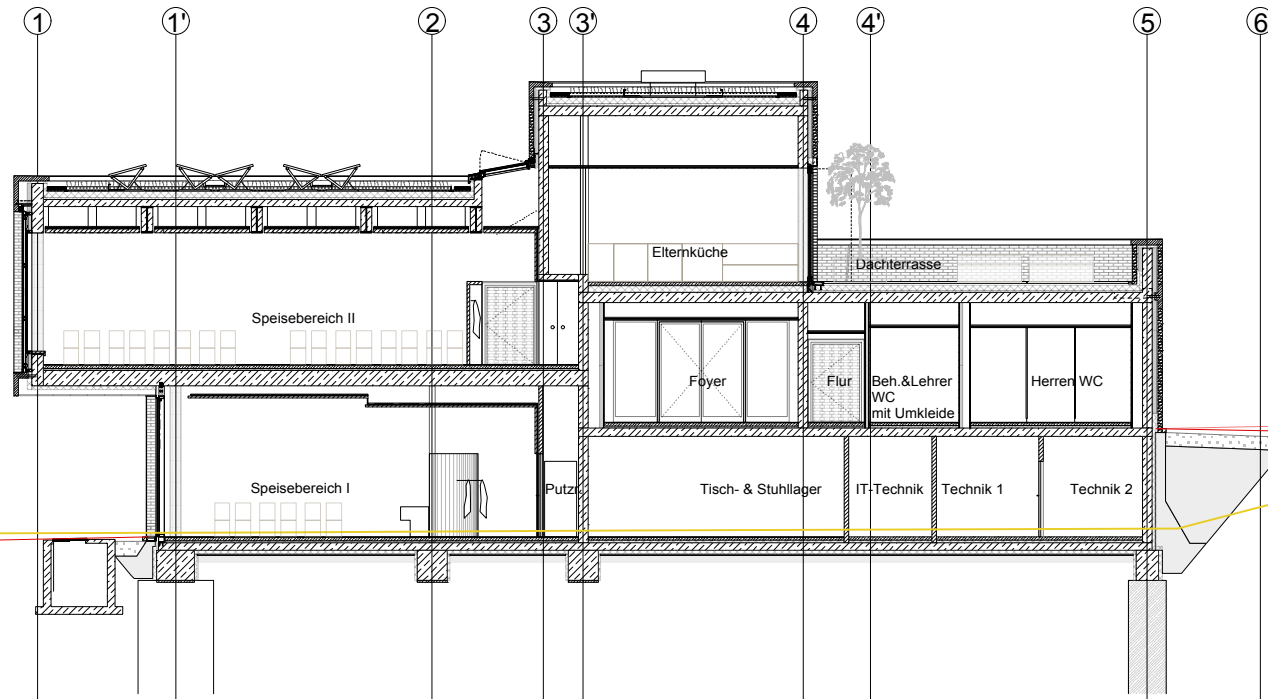 1 1' 2 3 3' 4 4' 5 6
Elternküche
Dachterrasse
Speisebereich II
Foyer
Flur
Beh.&Lehrer
WC
mit Umkleide
Herren WC
Speisebereich I
Putzr.
Tisch- & Stuhllager
IT-Technik
Technik 1
Technik 2